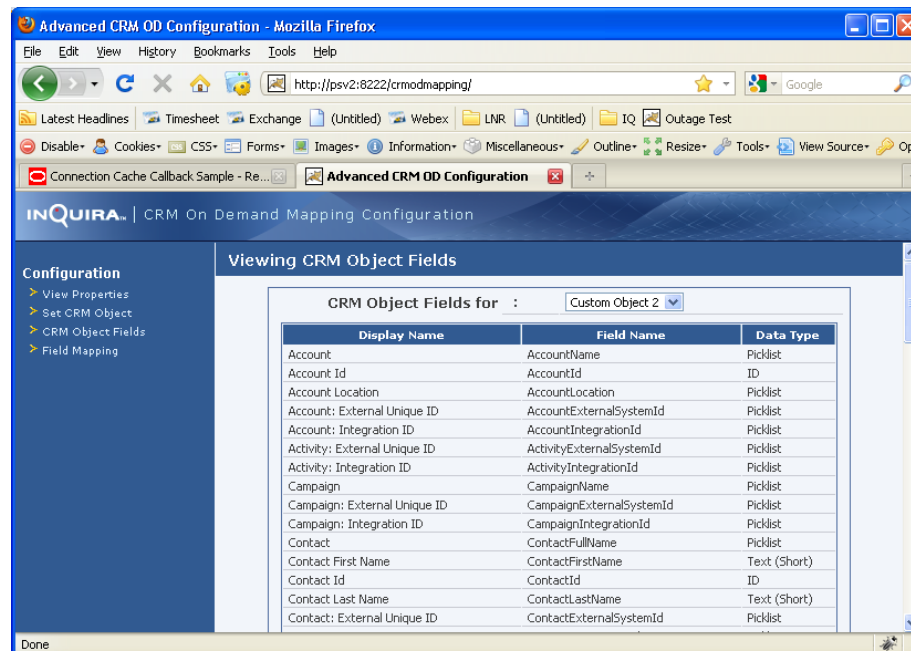 Advanced CRM OD Configuration - Mozilla Firefox
File Edit View History Bookmarks Tools Help
http://psv2:8222/crmodmapping/ Google
Latest Headlines Timesheet Exchange (Untitled) Webex LNR (Untitled) IQ Outage Test
Disable Cookies CSS Forms Images Information Miscellaneous Outline Resize Tools View Source Op
Connection Cache Callback Sample - Re... Advanced CRM OD Configuration
INQUIRA™ | CRM On Demand Mapping Configuration
Configuration
View Properties
Set CRM Object
CRM Object Fields
Field Mapping
Viewing CRM Object Fields
CRM Object Fields for : Custom Object 2
Display Name Field Name Data Type
Account AccountName Picklist
Account Id AccountId ID
Account Location AccountLocation Picklist
Account: External Unique ID AccountExternalSystemId Picklist
Account: Integration ID AccountIntegrationId Picklist
Activity: External Unique ID ActivityExternalSystemId Picklist
Activity: Integration ID ActivityIntegrationId Picklist
Campaign CampaignName Picklist
Campaign: External Unique ID CampaignExternalSystemId Picklist
Campaign: Integration ID CampaignIntegrationId Picklist
Contact ContactFullName Picklist
Contact First Name ContactFirstName Text (Short)
Contact Id ContactId ID
Contact Last Name ContactLastName Text (Short)
Contact: External Unique ID ContactExternalSystemId Picklist
Done